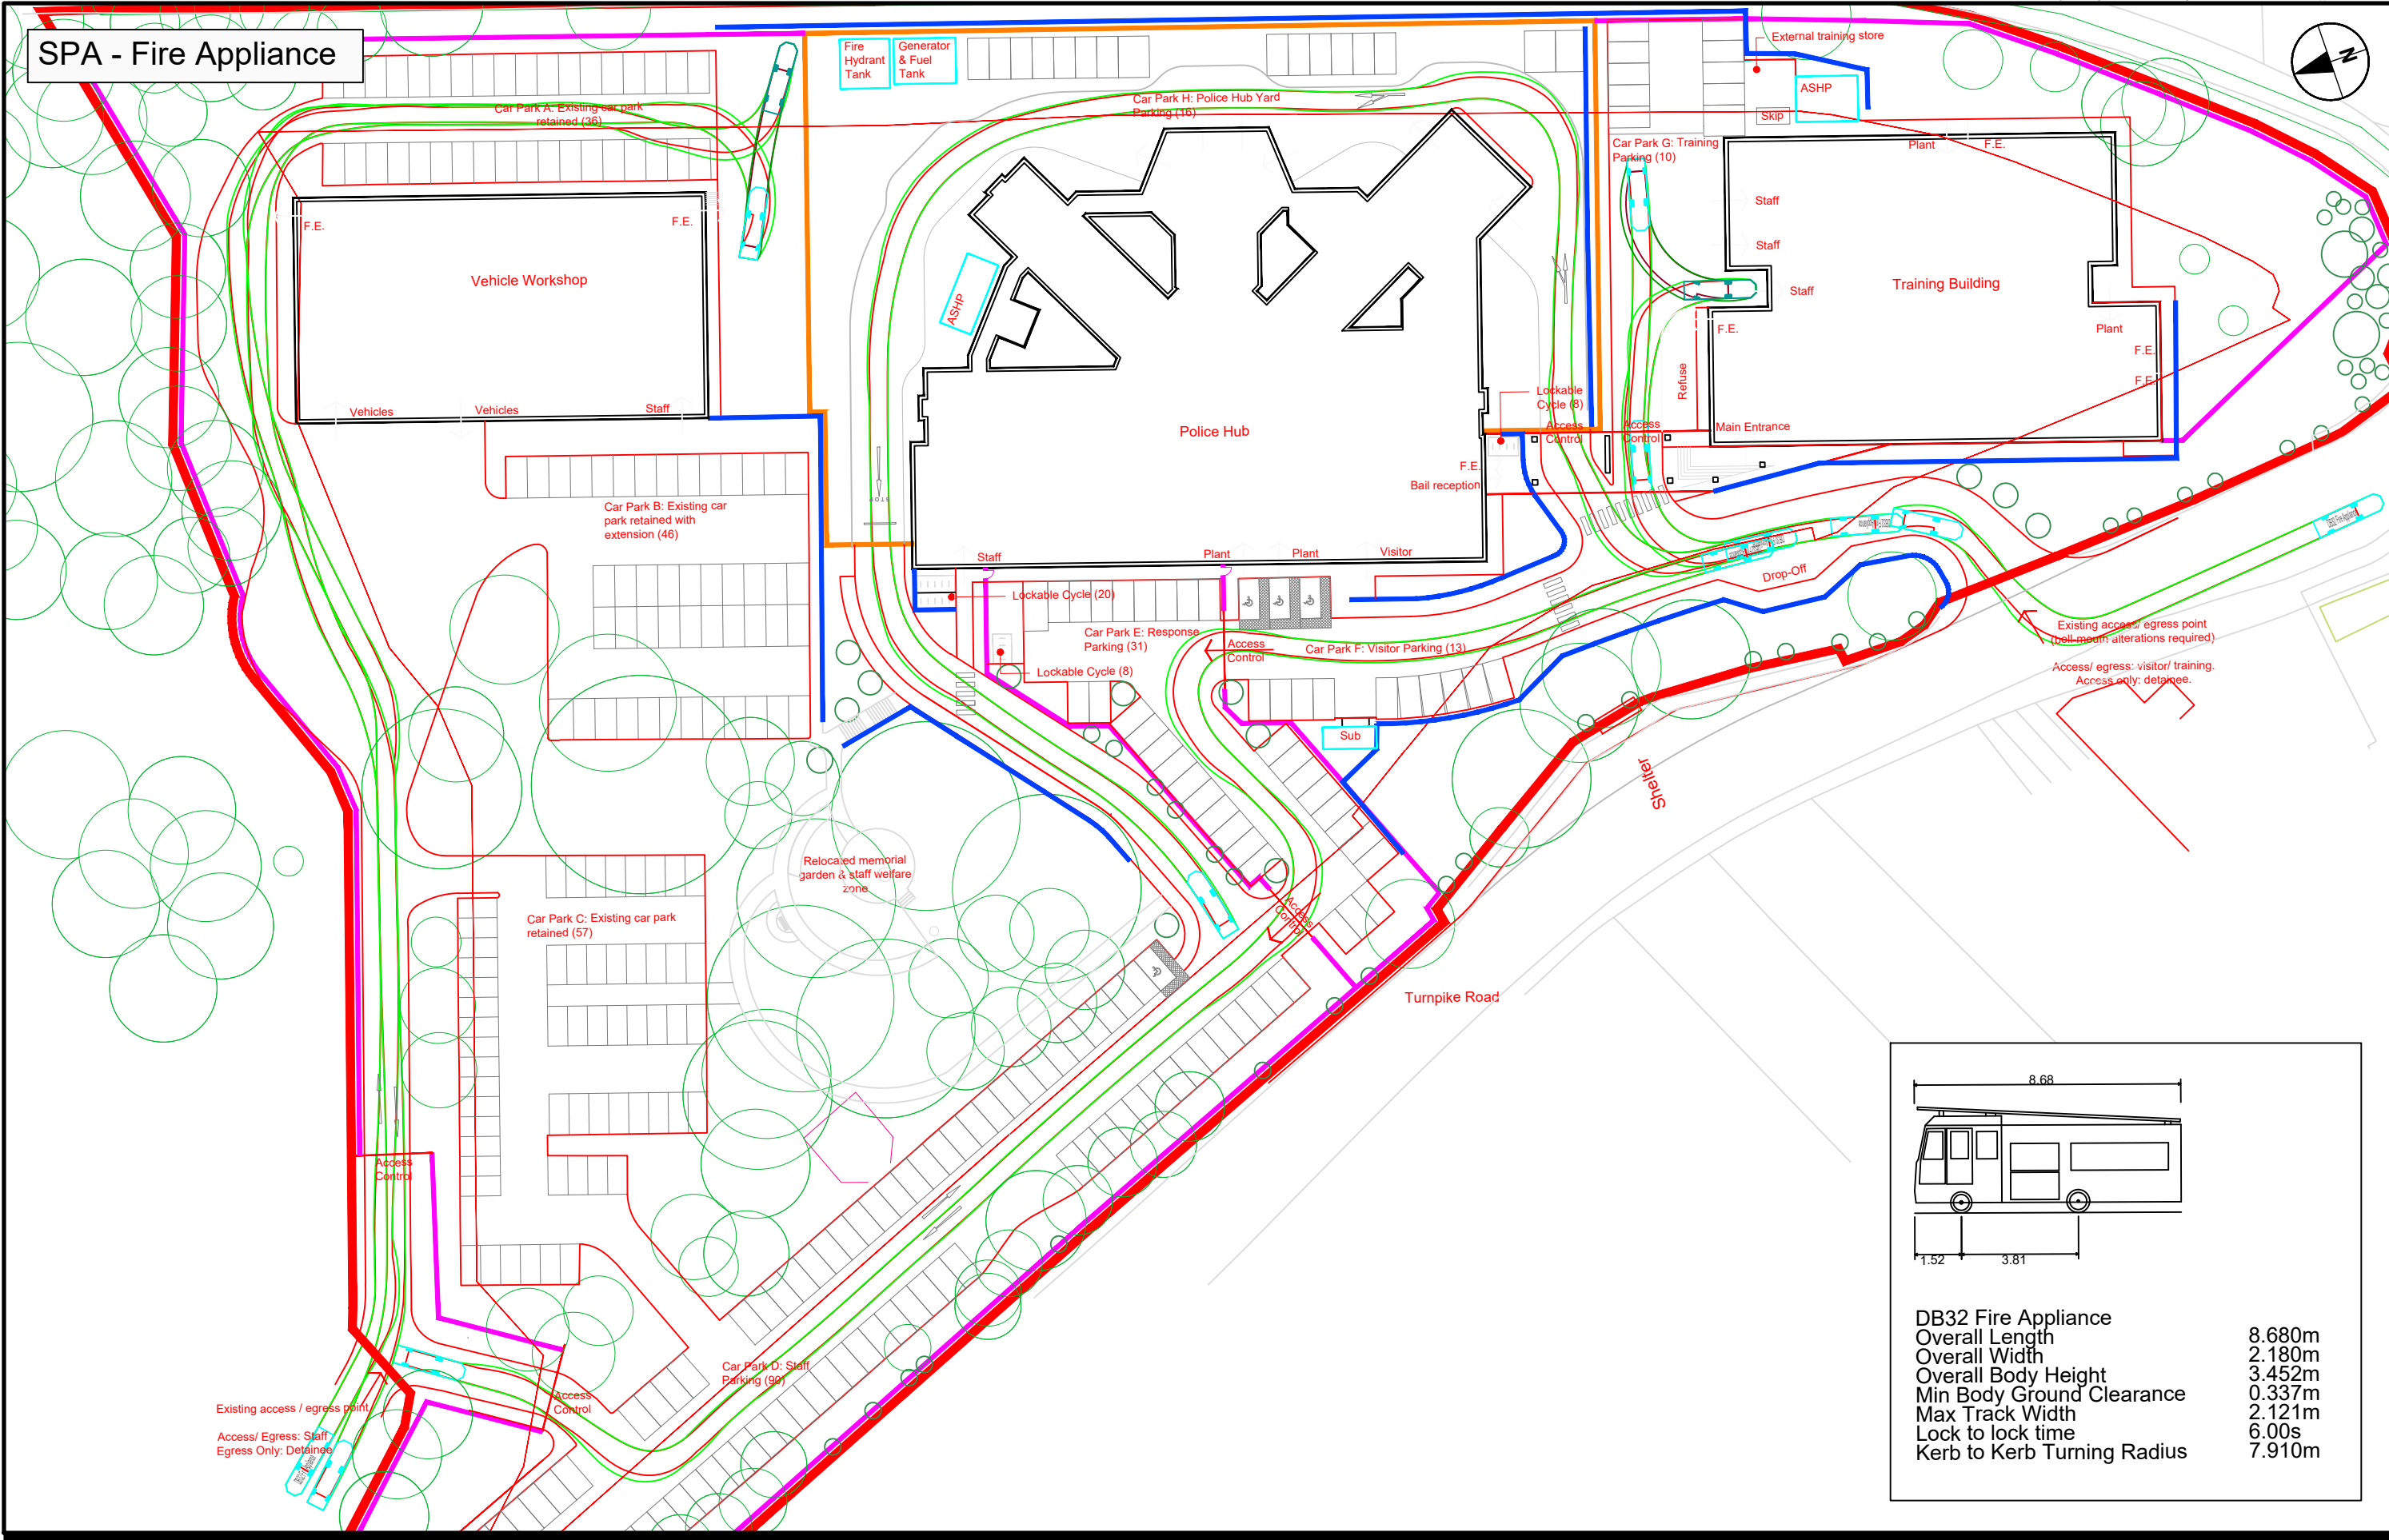 SPA - Fire Appliance
Fire
Hydrant
Tank
Generator
& Fuel
Tank
External training store
N
ASHP
Skip
Car Park A: Existing car park
retained (36)
Car Park H: Police Hub Yard
Parking (16)
Car Park G: Training
Parking (10)
Plant
F.E.
Staff
Staff
Staff
F.E.
F.E.
Vehicle Workshop
Training Building
ASHP
F.E.
Plant
F.E.
F.E.
Refuse
Lockable
Cycle (8)
Vehicles
Vehicles
Staff
Police Hub
Access
Control
Access
Control
Main Entrance
F.E.
Bail reception
STOP
Car Park B: Existing car
park retained with
extension (46)
Staff
Plant
Plant
Visitor
Drop-Off
DB32 Fire Appliance
Lockable Cycle (20)
Car Park E: Response
Parking (31)
Access
Control
Car Park F: Visitor Parking (13)
Lockable Cycle (8)
Existing access/ egress point
(bell-mouth alterations required)
Access/ egress: visitor/ training.
Access only: detainee.
Sub
Shelter
Relocated memorial
garden & staff welfare
zone
Car Park C: Existing car park
retained (57)
Access
Control
Turnpike Road
Access
Control
8.68
1.52
3.81
DB32 Fire Appliance
Overall Length 8.680m
Overall Width 2.180m
Overall Body Height 3.452m
Min Body Ground Clearance 0.337m
Max Track Width 2.121m
Lock to lock time 6.00s
Kerb to Kerb Turning Radius 7.910m
Car Park D: Staff
Parking (90)
Access
Control
Existing access / egress point
Access/ Egress: Staff
Egress Only: Detainee
DB32 Fire Appliance